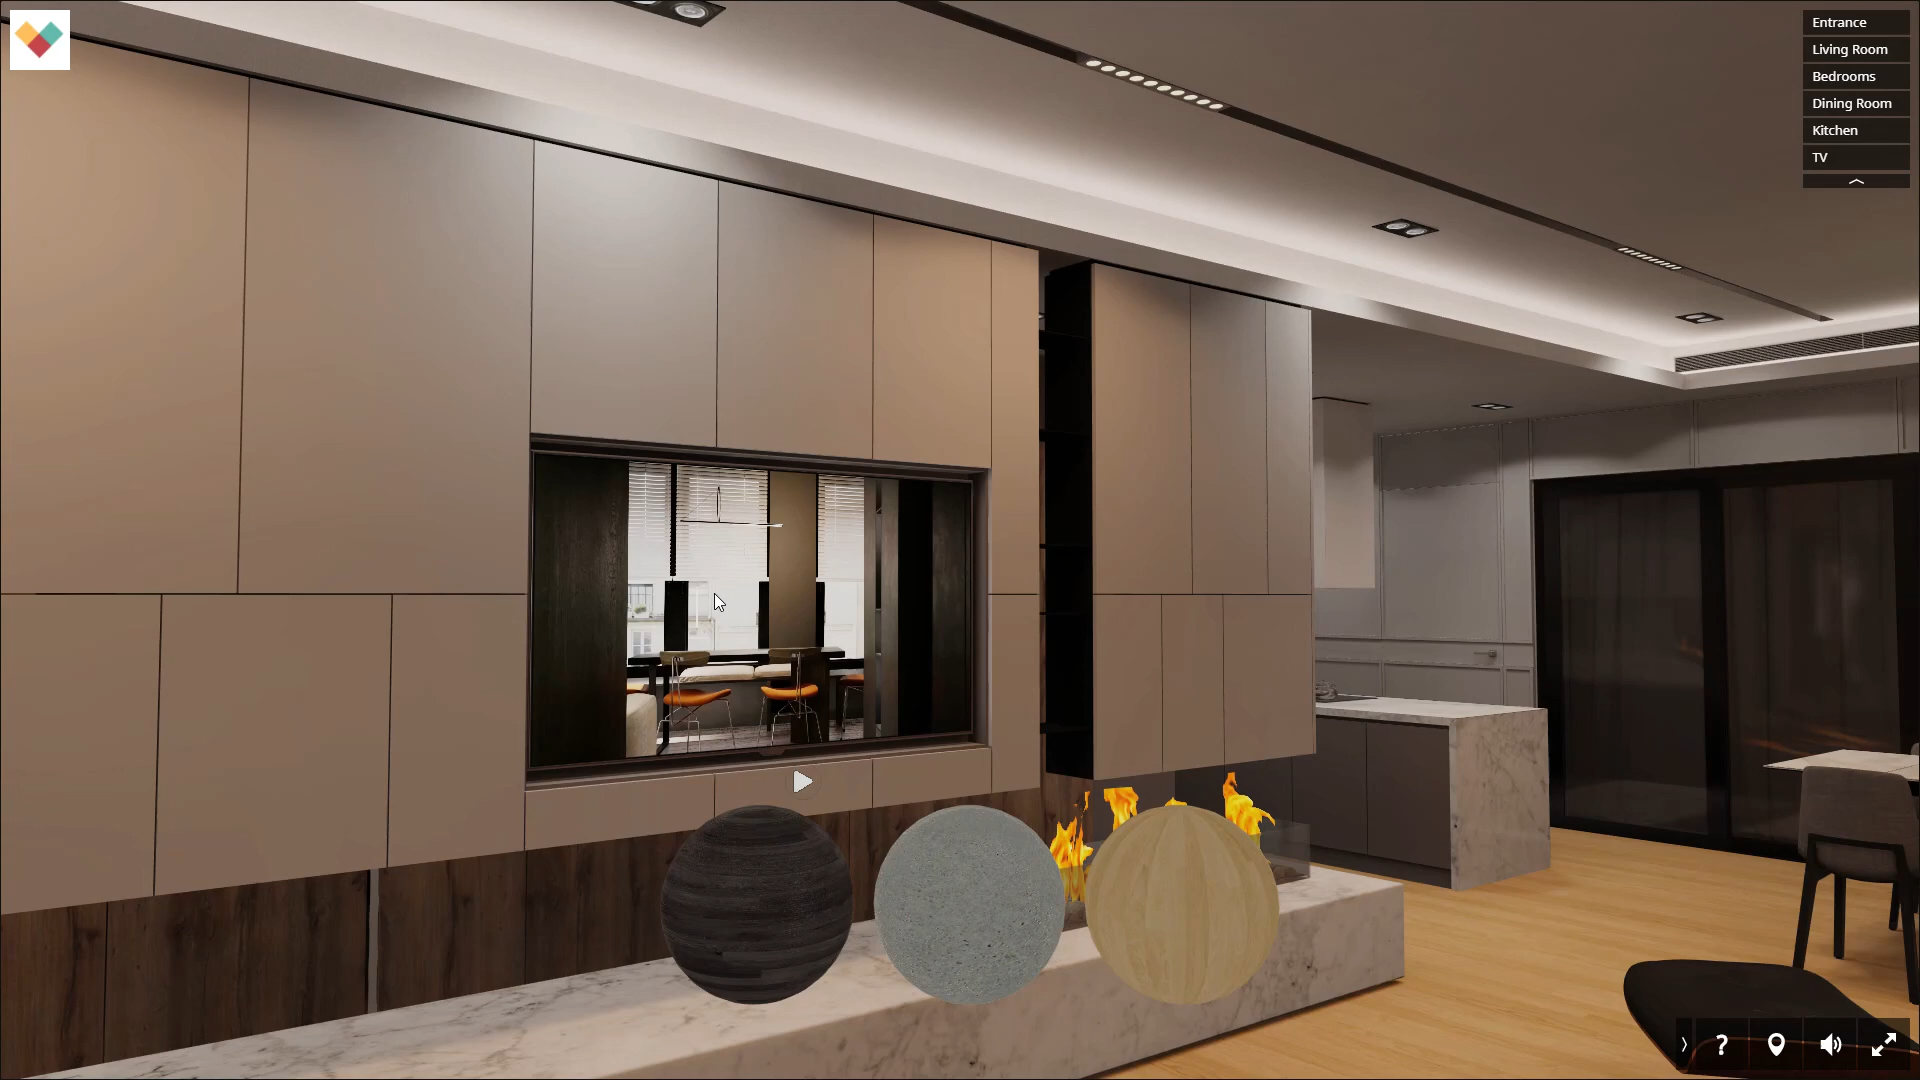 Entrance
Living Room
Bedrooms
Dining Room
Kitchen
TV
?